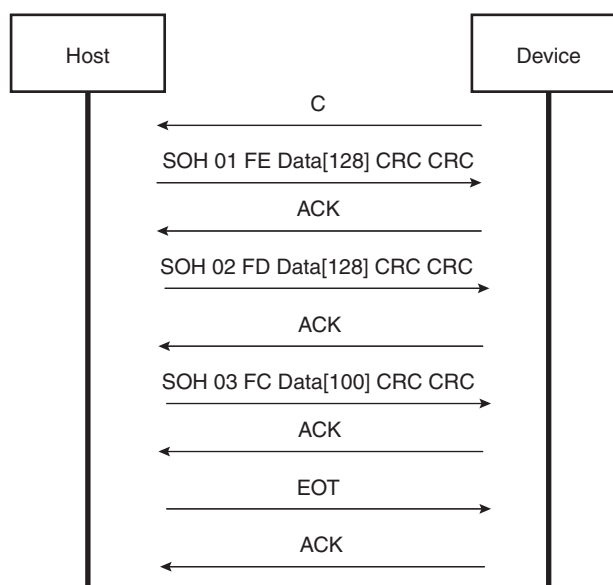 Host
Device
C
SOH 01 FE Data[128] CRC CRC
ACK
SOH 02 FD Data[128] CRC CRC
ACK
SOH 03 FC Data[100] CRC CRC
ACK
EOT
ACK